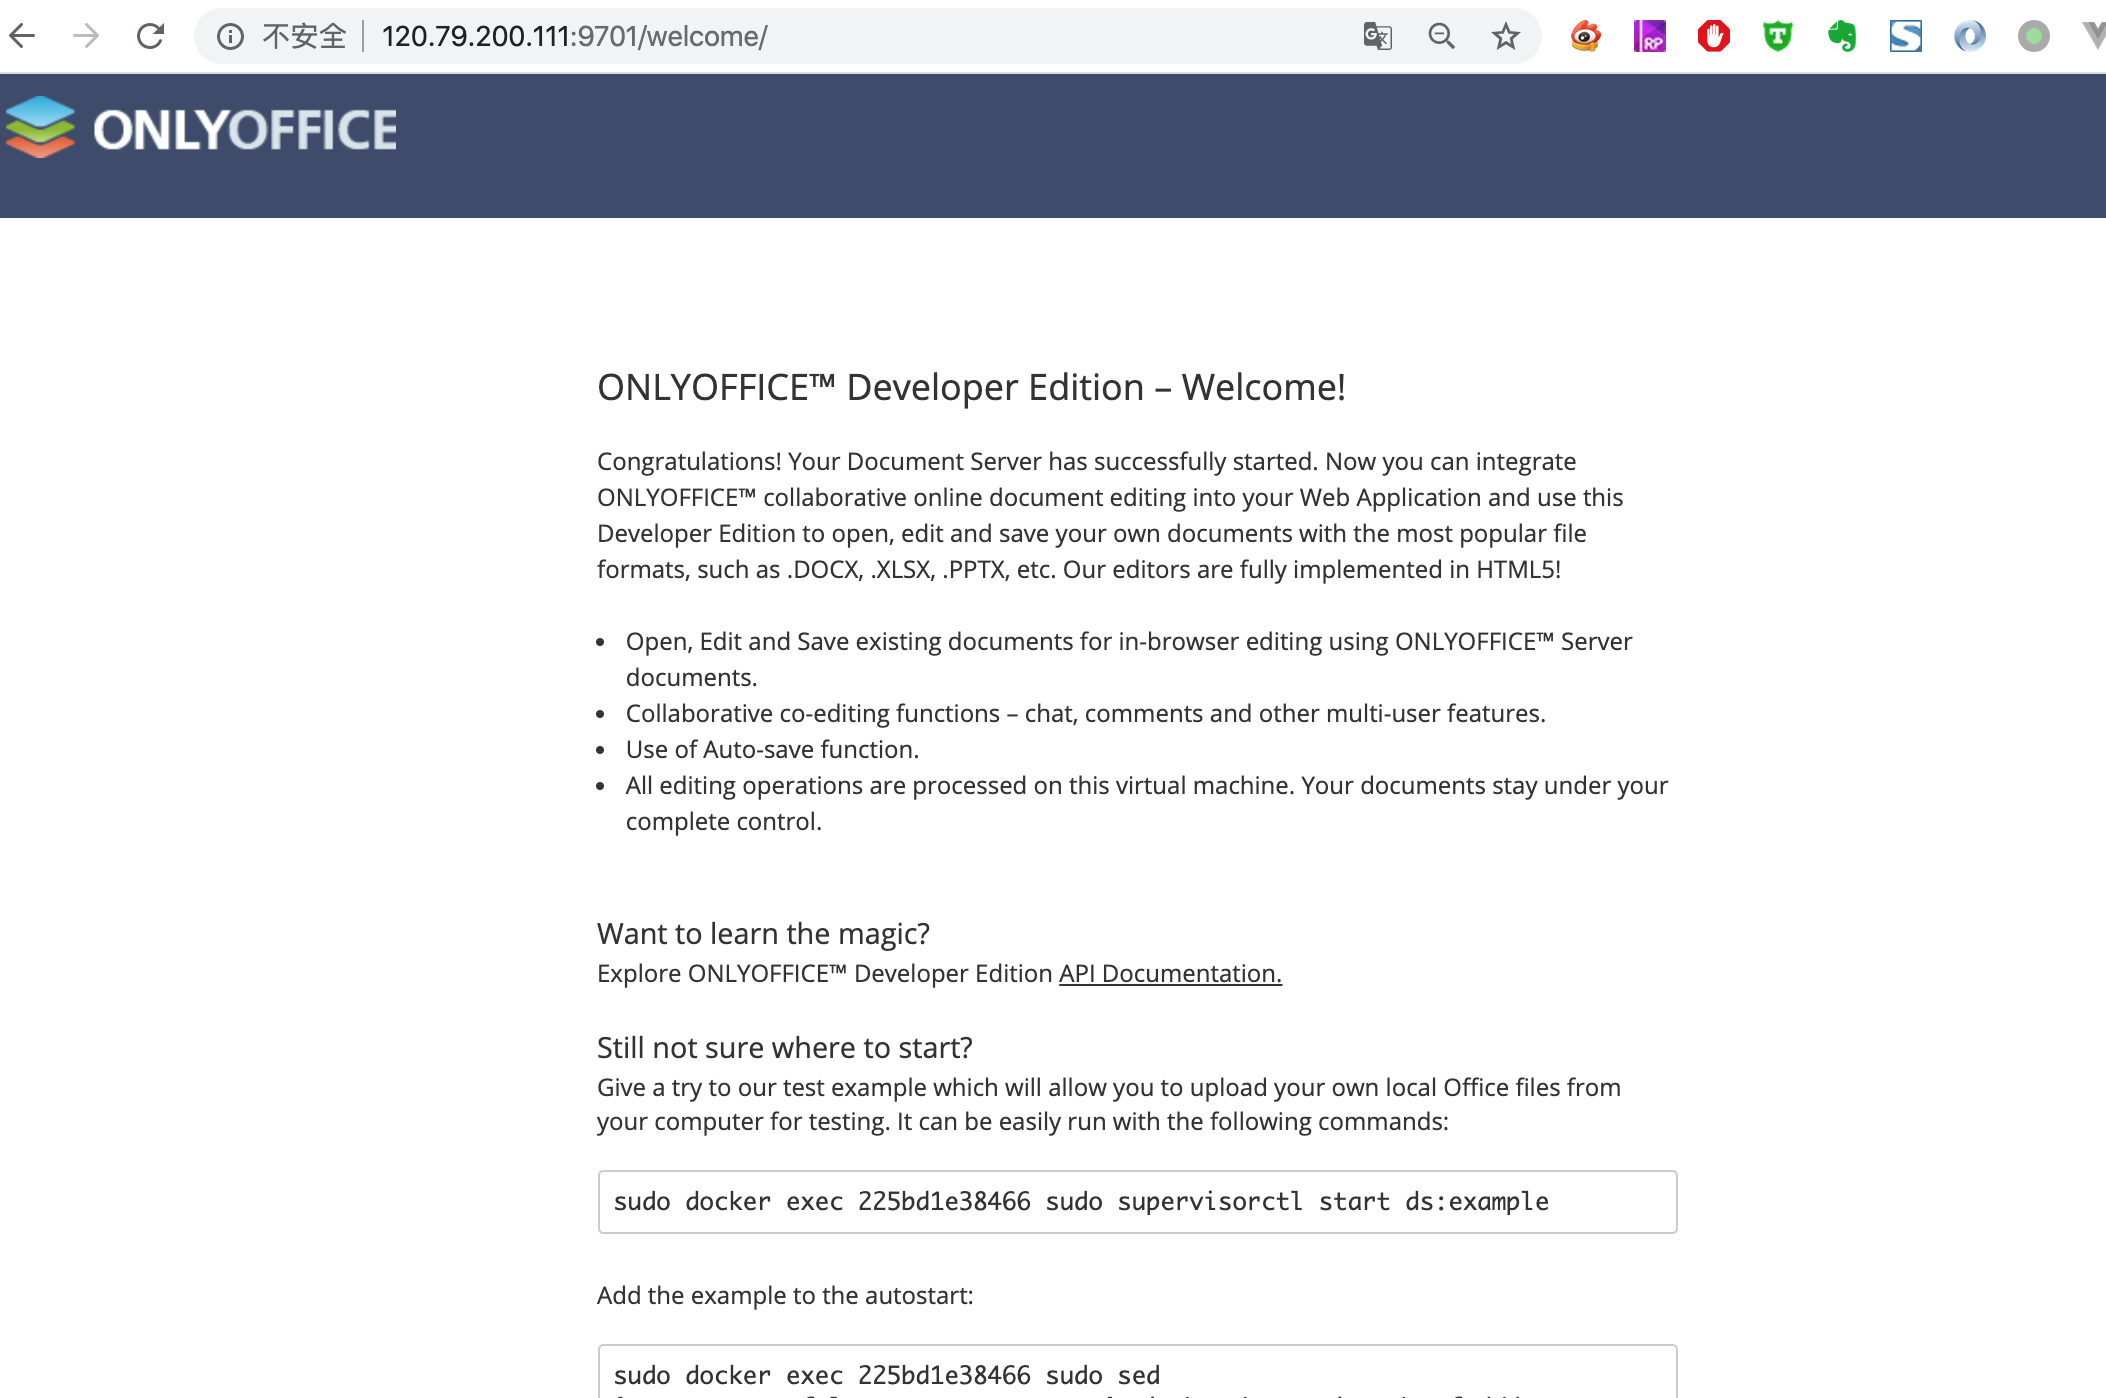 不安全 120.79.200.111:9701/welcome/
RP
T
S
ONLYOFFICE
ONLYOFFICE™ Developer Edition – Welcome!
Congratulations! Your Document Server has successfully started. Now you can integrate
ONLYOFFICE™ collaborative online document editing into your Web Application and use this
Developer Edition to open, edit and save your own documents with the most popular file
formats, such as .DOCX, .XLSX, .PPTX, etc. Our editors are fully implemented in HTML5!
• Open, Edit and Save existing documents for in-browser editing using ONLYOFFICE™ Server
documents.
• Collaborative co-editing functions – chat, comments and other multi-user features.
• Use of Auto-save function.
• All editing operations are processed on this virtual machine. Your documents stay under your
complete control.
Want to learn the magic?
Explore ONLYOFFICE™ Developer Edition API Documentation.
Still not sure where to start?
Give a try to our test example which will allow you to upload your own local Office files from
your computer for testing. It can be easily run with the following commands:
sudo docker exec 225bd1e38466 sudo supervisorctl start ds:example
Add the example to the autostart:
sudo docker exec 225bd1e38466 sudo sed